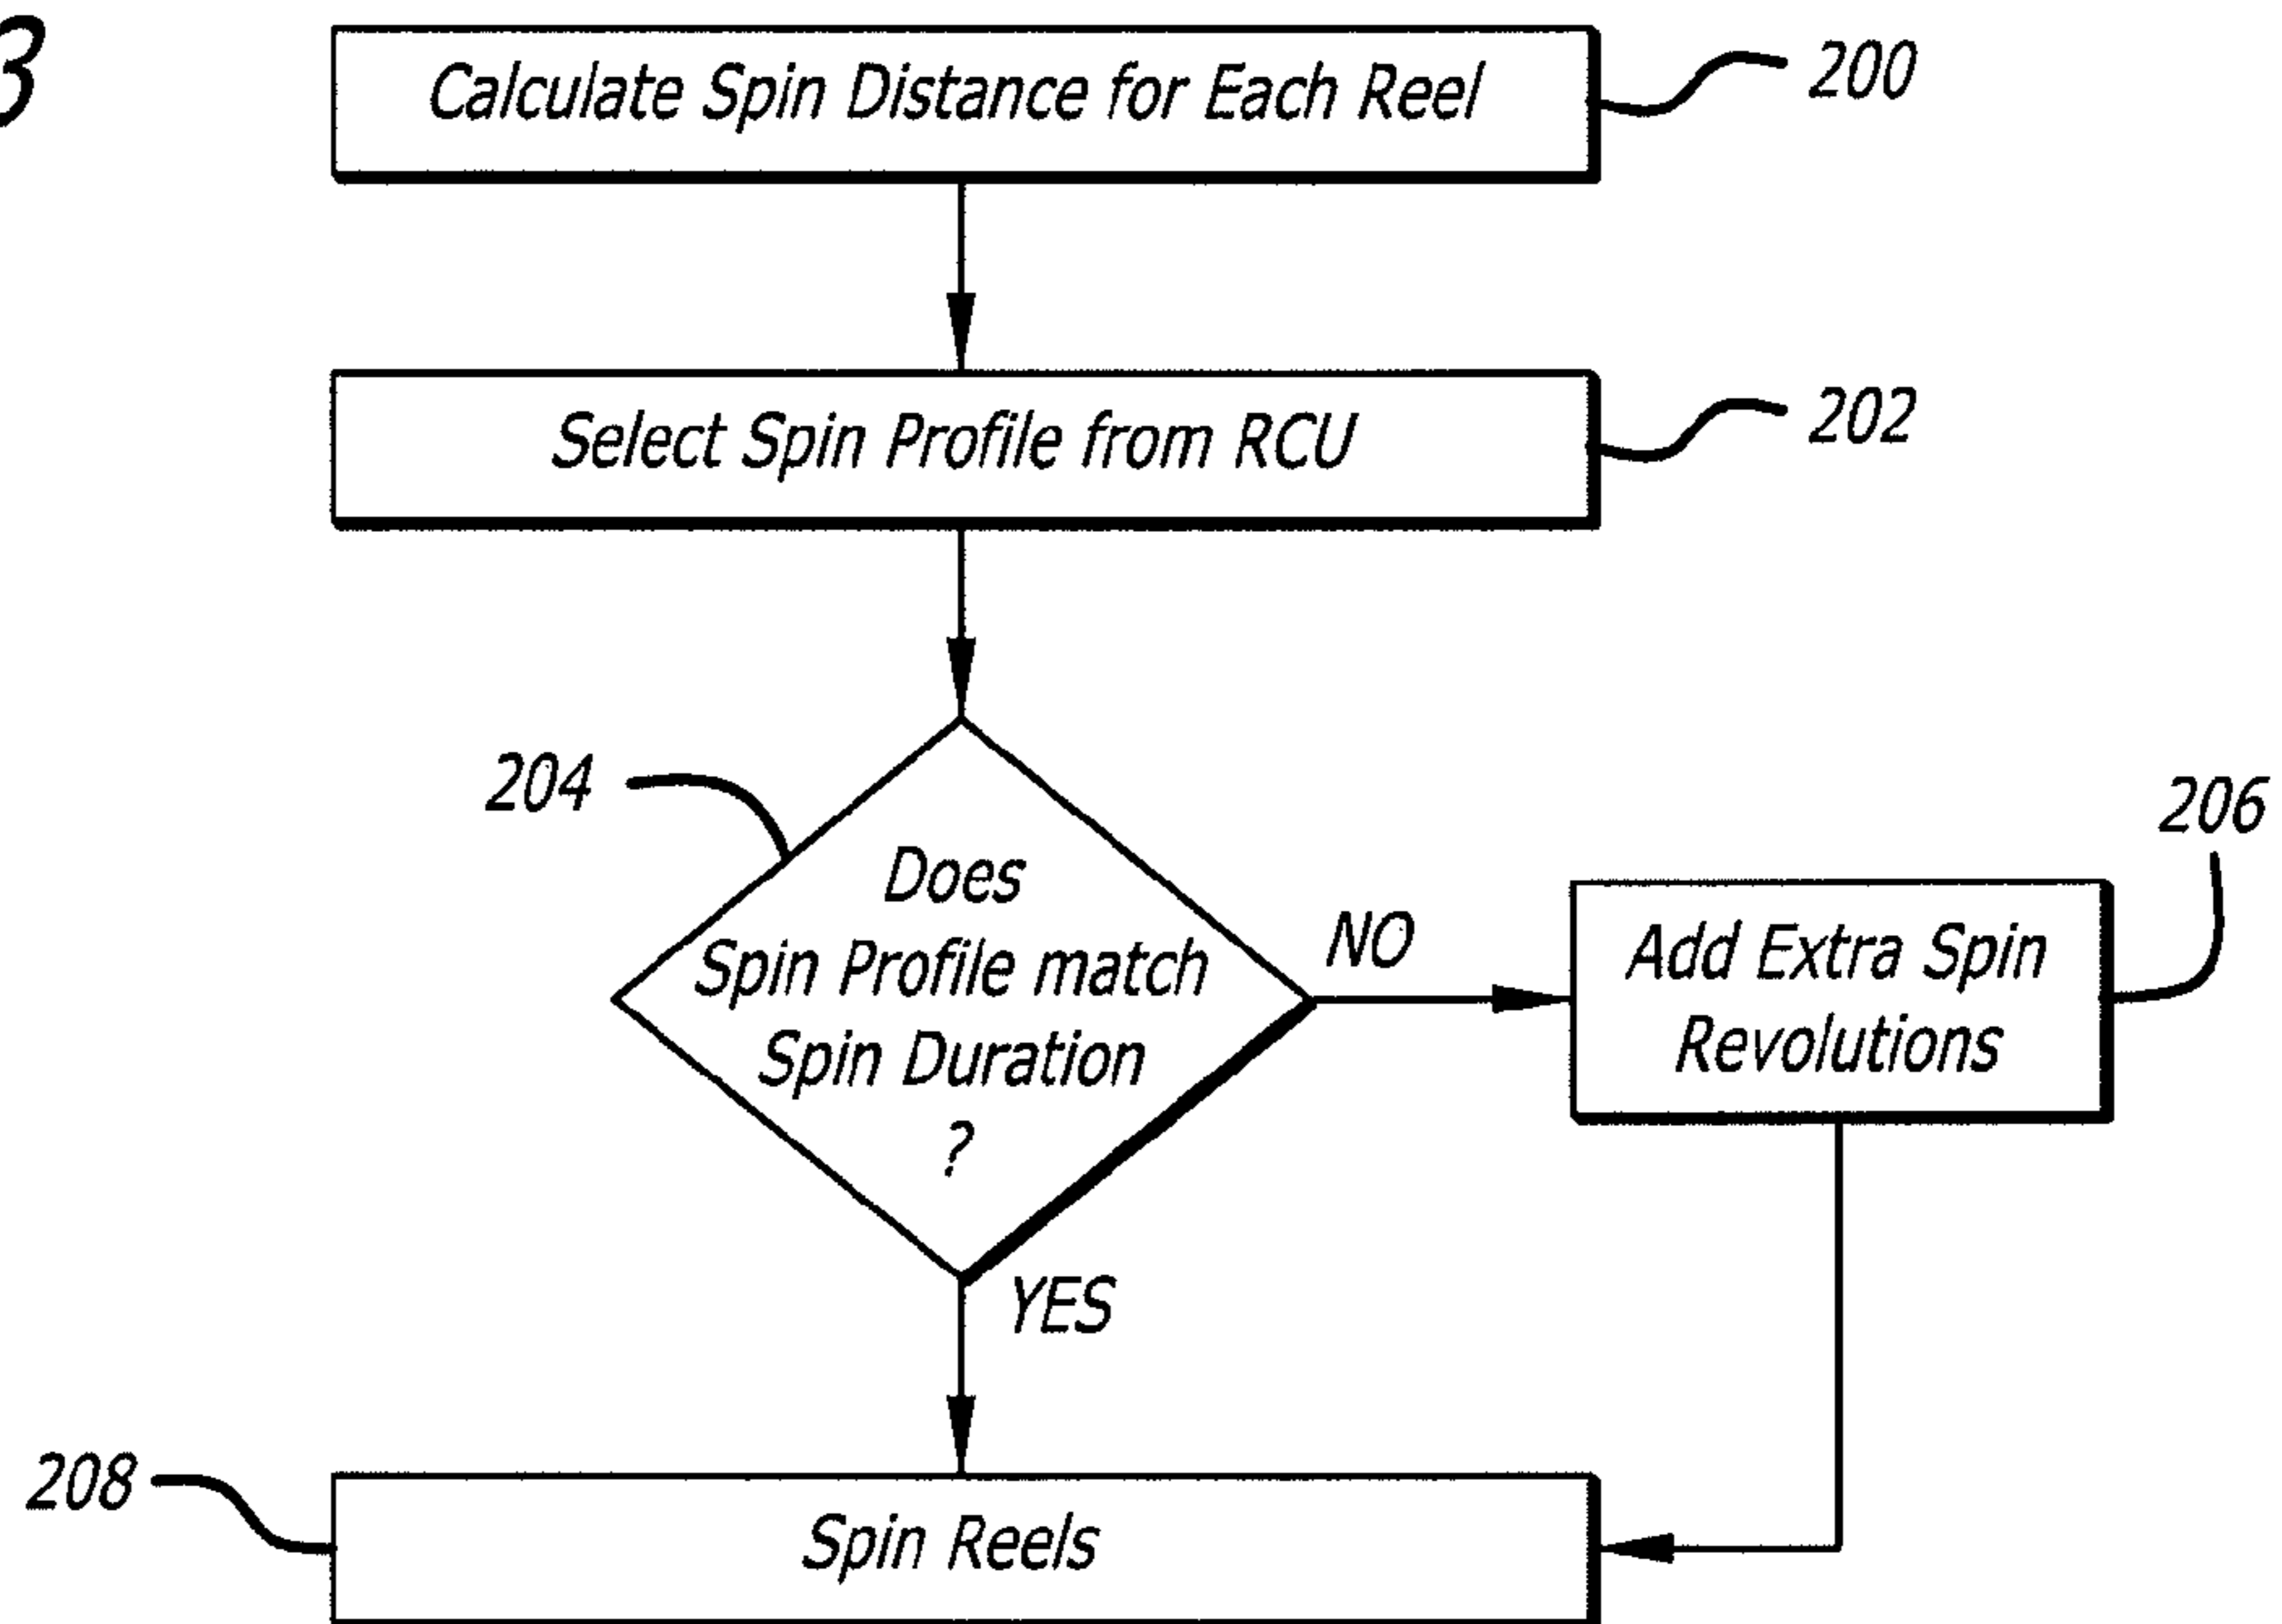 3
Calculate Spin Distance for Each Reel
200
Select Spin Profile from RCU
202
204
Does
Spin Profile match
Spin Duration
?
NO
206
Add Extra Spin
Revolutions
YES
208
Spin Reels